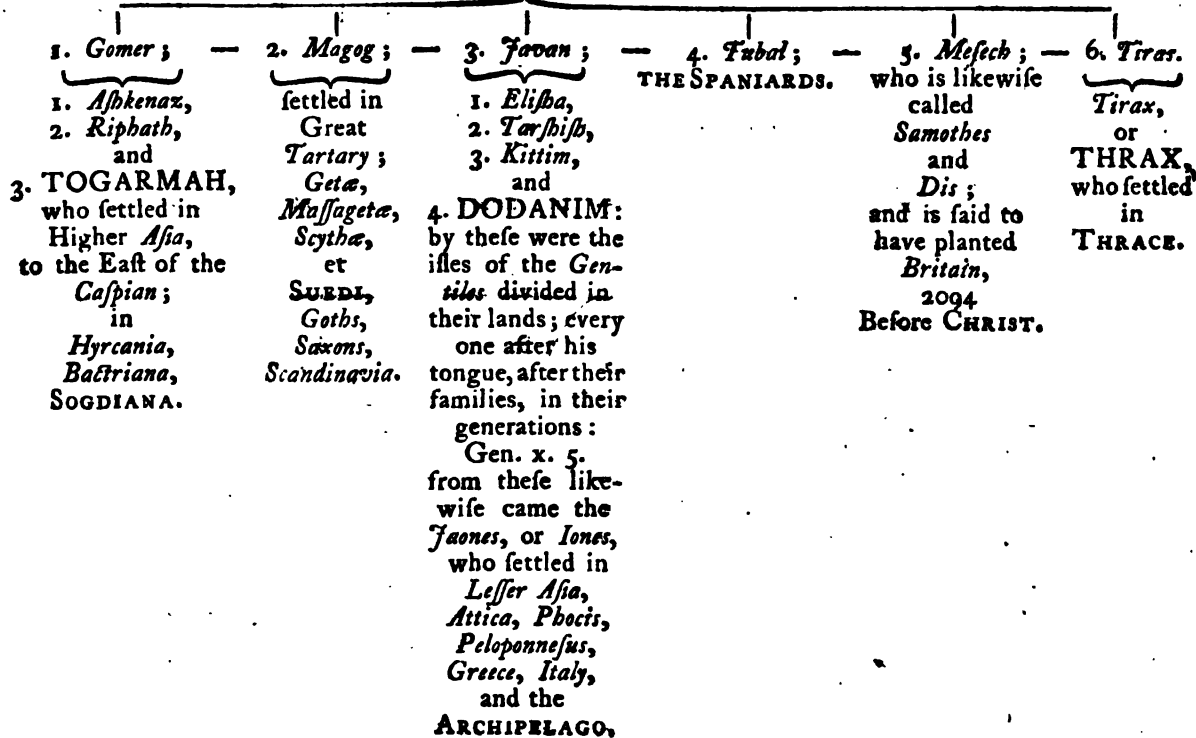 1. Gomer; — 2. Magog; — 3. Javan; — 4. Tubal; — 5. Meſech; — 6. Tiras.
1. Aſhkenaz,
2. Riphath,
and
3. TOGARMAH,
who ſettled in
Higher Aſia,
to the Eaſt of the
Caſpian;
in
Hyrcania,
Bactriana,
SOGDIANA.
ſettled in
Great
Tartary;
Getæ,
Maſſagetæ,
Scythæ,
et
SUEDI,
Goths,
Saxons,
Scandinavia.
1. Eliſha,
2. Tarſhiſh,
3. Kittim,
and
4. DODANIM:
by theſe were the
iſles of the Gen-
tiles divided in
their lands; every
one after his
tongue, after their
families, in their
generations:
Gen. x. 5.
from theſe like-
wiſe came the
Jaones, or Iones,
who ſettled in
Leſſer Aſia,
Attica, Phocis,
Peloponneſus,
Greece, Italy,
and the
ARCHIPELAGO,
THE SPANIARDS.
who is likewiſe
called
Samothes
and
Dis;
and is ſaid to
have planted
Britain,
2094
Before CHRIST.
Tirax,
or
THRAX,
who ſettled
in
THRACE.